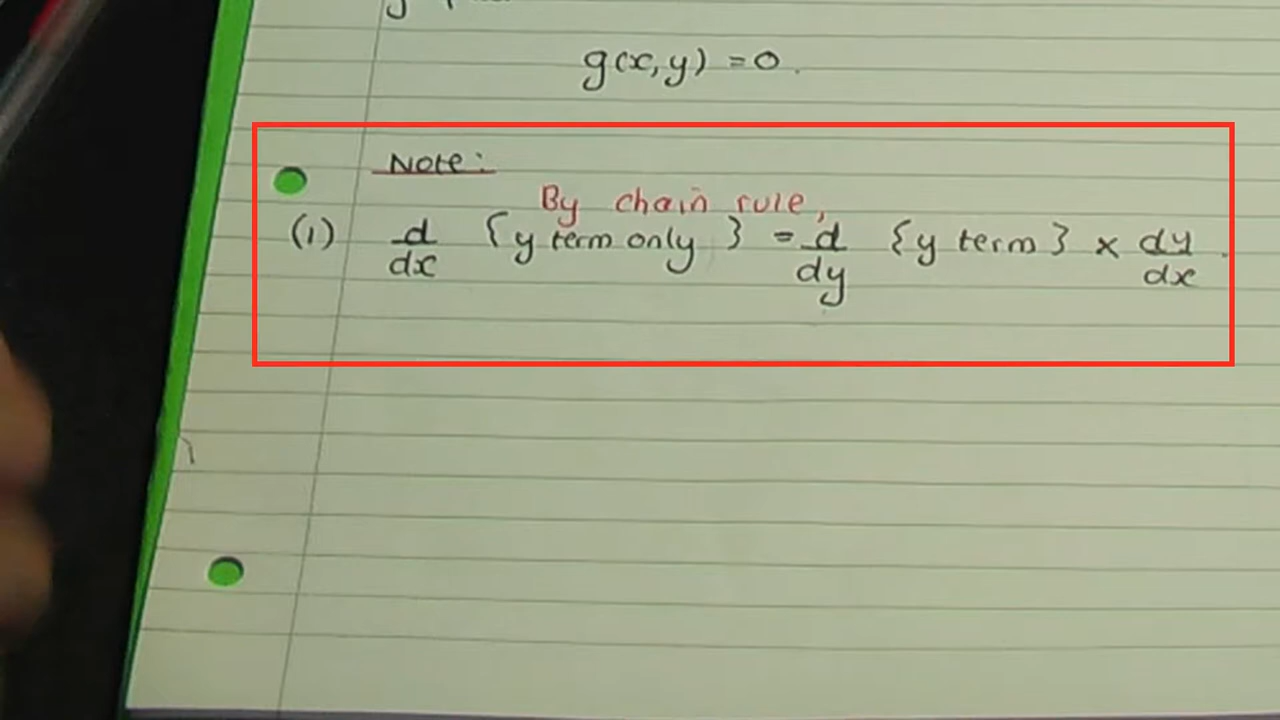 g(x, y) = 0.
Note:
By chain rule,
(1) d/dx {y term only} = d/dy {y term} × dy/dx.